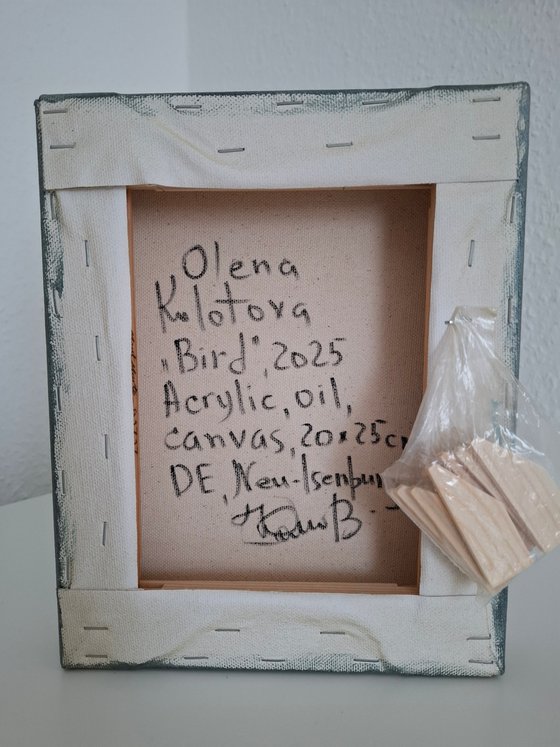 Olena
Kolotova
„Bird", 2025
Acrylic, oil,
canvas, 20x25c
DE, Neu-Isenbur